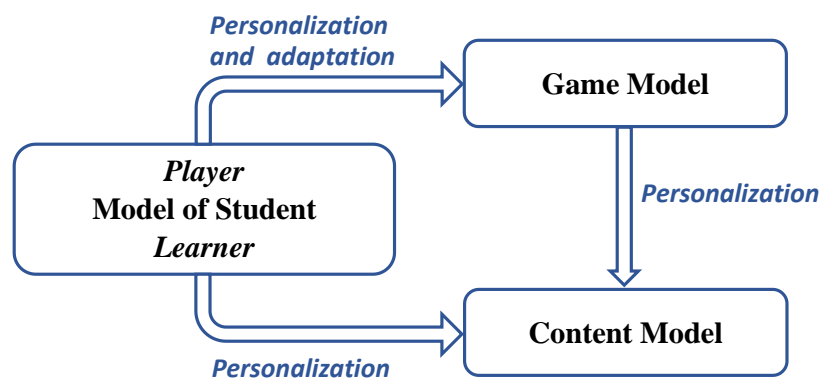 Personalization
and adaptation
Game Model
Player
Model of Student
Learner
Personalization
Content Model
Personalization